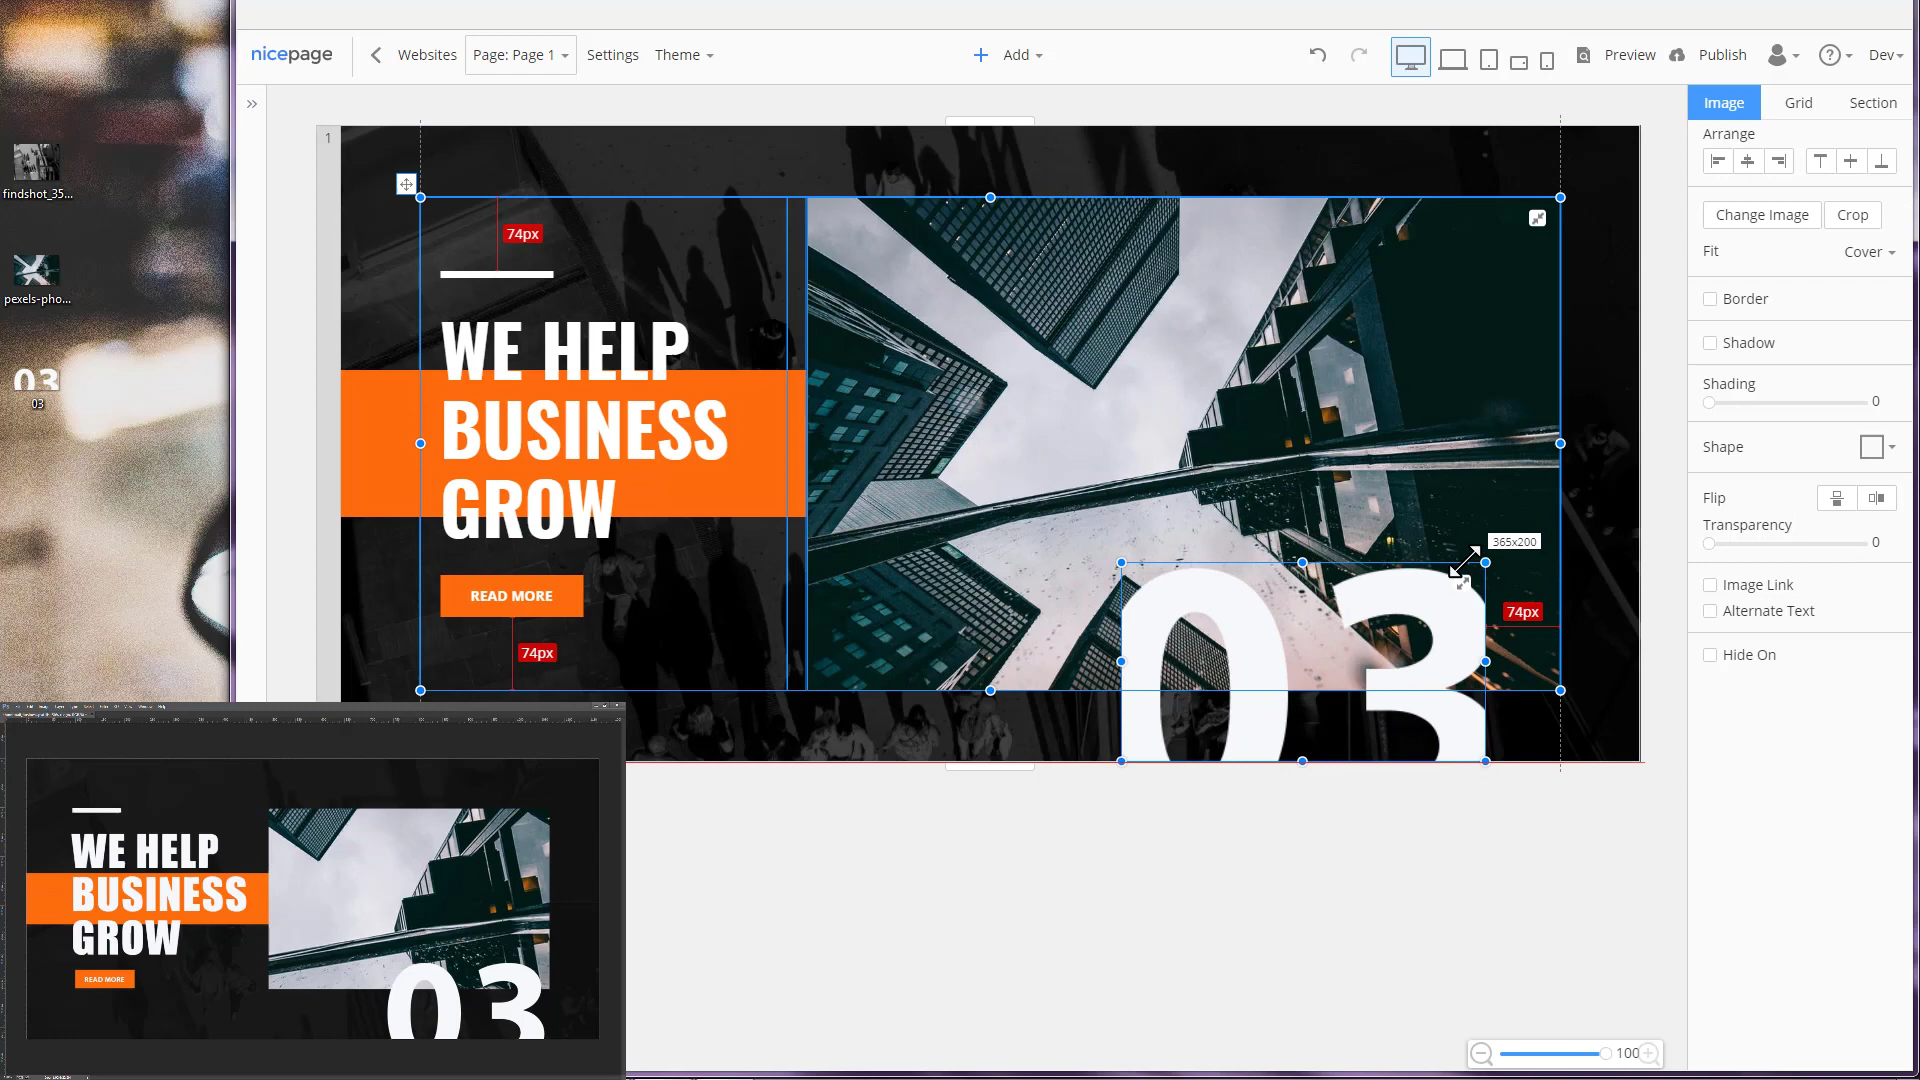 nicepage
Websites
Page: Page 1
Settings
Theme
+ Add
Preview
Publish
?
Dev
»
1
Image
Grid
Section
Arrange
Change Image
Crop
Fit
Cover
Border
Shadow
Shading
0
Shape
Flip
Transparency
0
Image Link
Alternate Text
Hide On
findshot_35...
pexels-pho...
03
03
74px
WE HELP
BUSINESS
GROW
READ MORE
74px
365x200
74px
03
WE HELP
BUSINESS
GROW
READ MORE
03
100